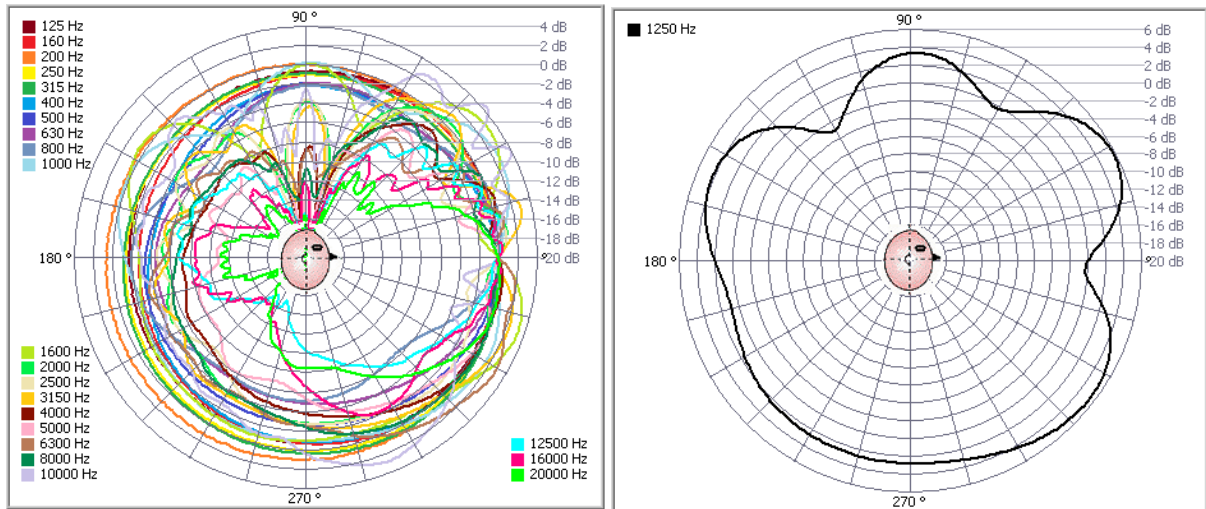 125 Hz
160 Hz
200 Hz
250 Hz
315 Hz
400 Hz
500 Hz
630 Hz
800 Hz
1000 Hz
90 °
4 dB
2 dB
0 dB
-2 dB
-4 dB
-6 dB
-8 dB
-10 dB
-12 dB
-14 dB
-16 dB
-18 dB
-20 dB
180 °
270 °
1600 Hz
2000 Hz
2500 Hz
3150 Hz
4000 Hz
5000 Hz
6300 Hz
8000 Hz
10000 Hz
12500 Hz
16000 Hz
20000 Hz
1250 Hz
90 °
6 dB
4 dB
2 dB
0 dB
-2 dB
-4 dB
-6 dB
-8 dB
-10 dB
-12 dB
-14 dB
-16 dB
-18 dB
-20 dB
180 °
270 °